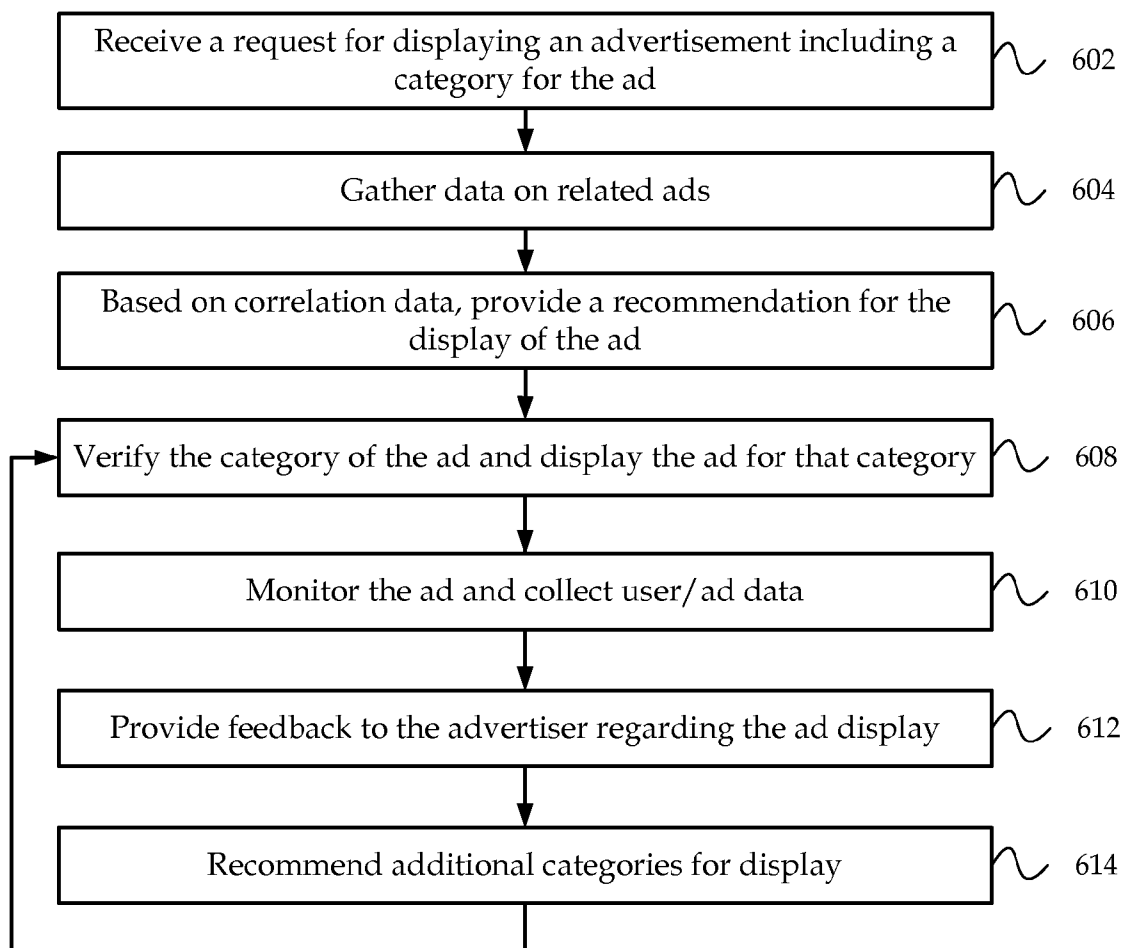 Receive a request for displaying an advertisement including a
category for the ad
602
Gather data on related ads
604
Based on correlation data, provide a recommendation for the
display of the ad
606
Verify the category of the ad and display the ad for that category
608
Monitor the ad and collect user/ad data
610
Provide feedback to the advertiser regarding the ad display
612
Recommend additional categories for display
614